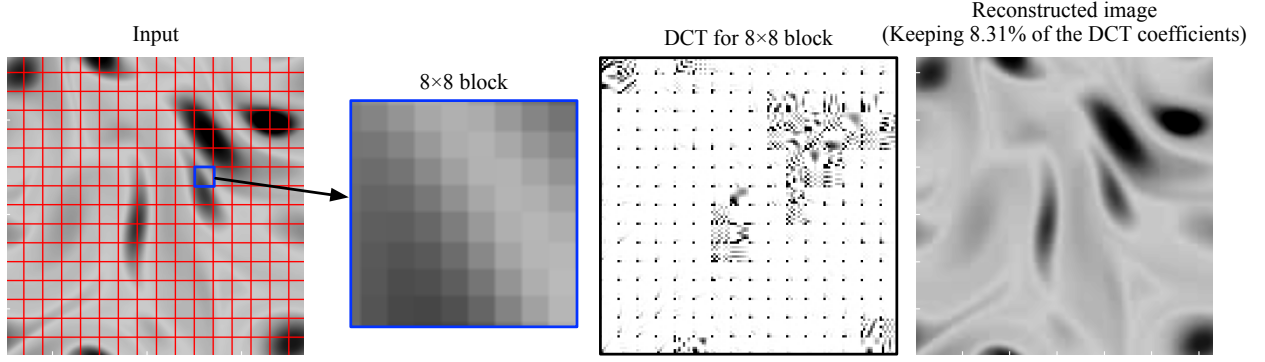 Input
8×8 block
DCT for 8×8 block
Reconstructed image
(Keeping 8.31% of the DCT coefficients)